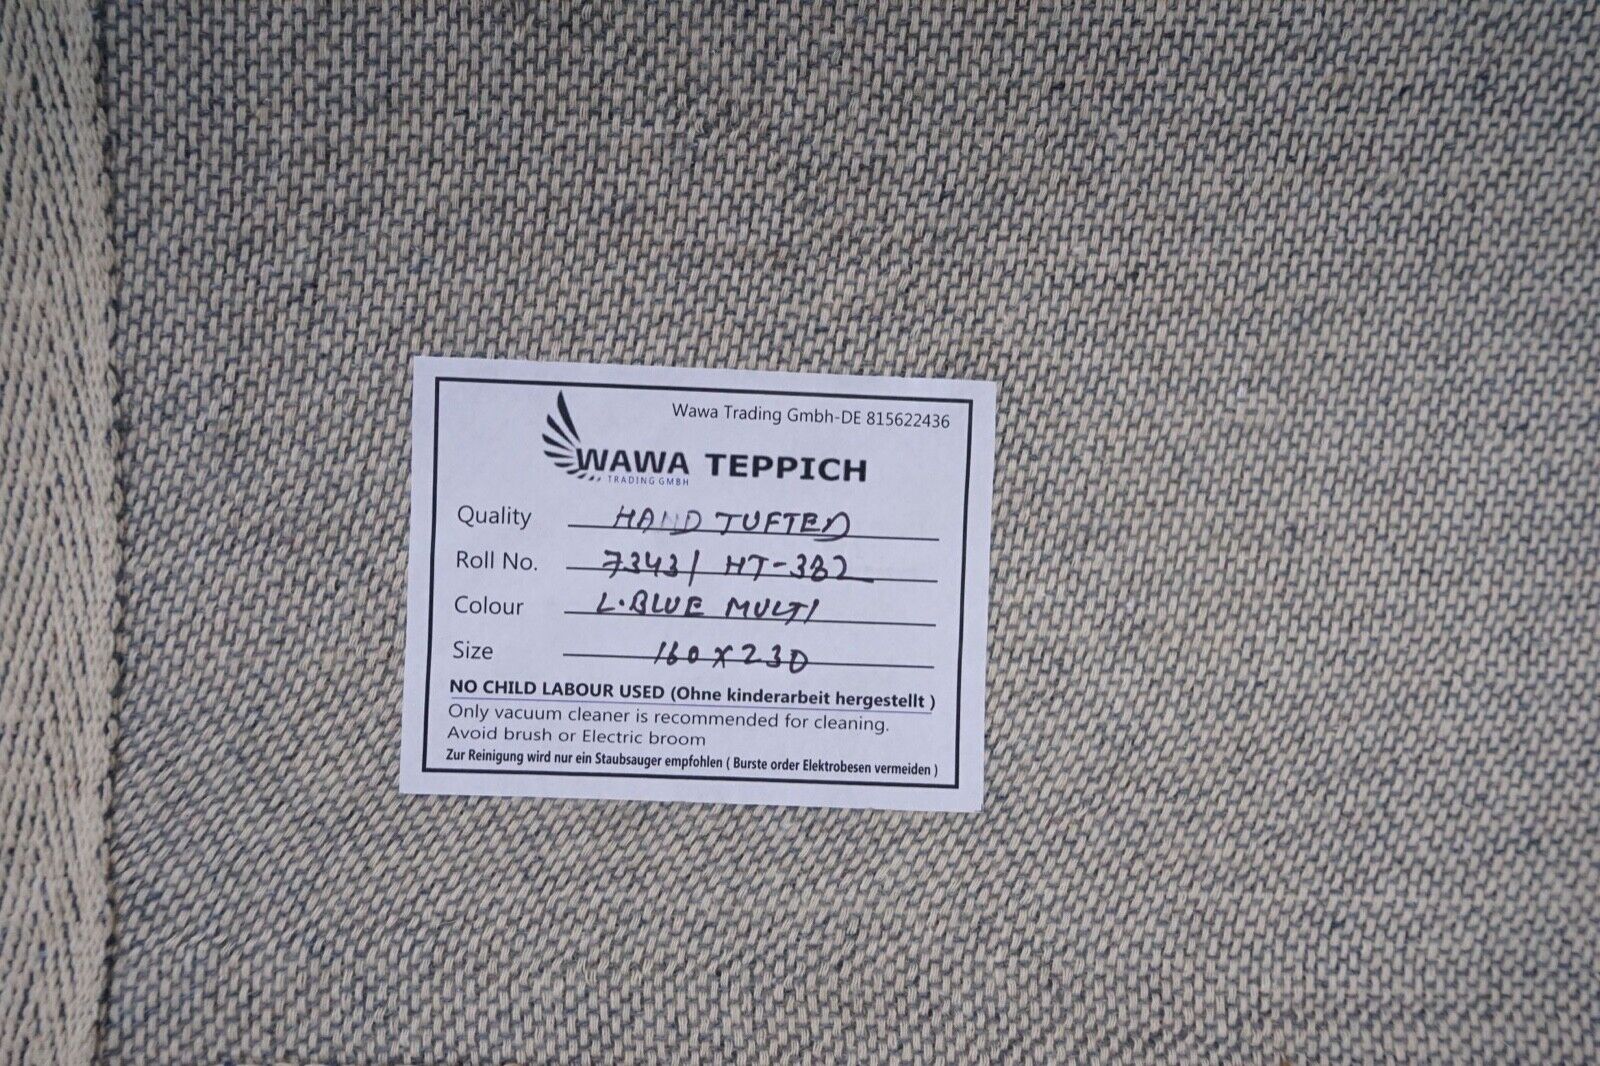 Wawa Trading Gmbh-DE 815622436
WAWA TEPPICH
TRADING GMBH
Quality HAND TUFTED
Roll No. 7343/ HT-382
Colour L.BLUE MULTI
Size 160 X 230
NO CHILD LABOUR USED (Ohne kinderarbeit hergestellt )
Only vacuum cleaner is recommended for cleaning.
Avoid brush or Electric broom
Zur Reinigung wird nur ein Staubsauger empfohlen ( Burste order Elektrobesen vermeiden )